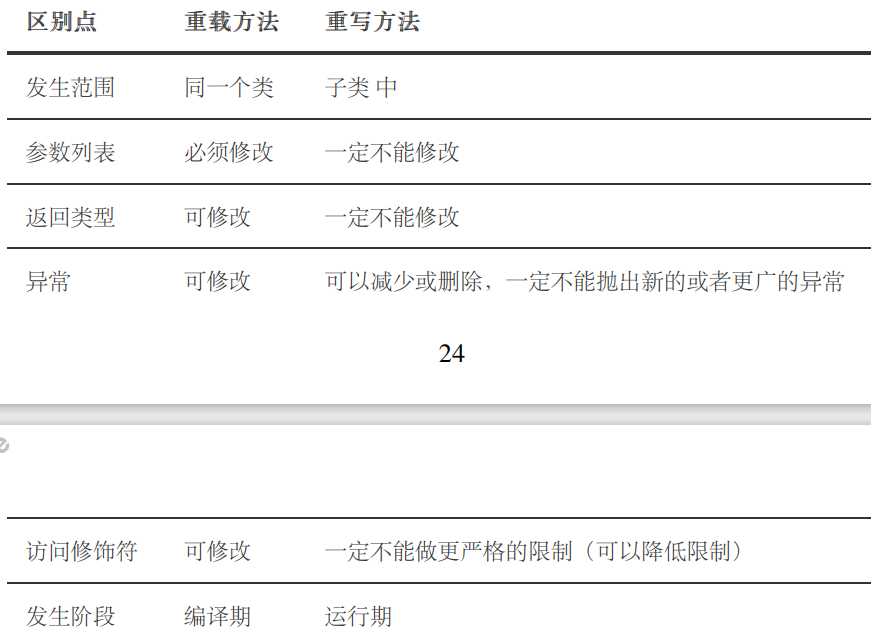 区别点 重载方法 重写方法
发生范围 同一个类 子类 中
参数列表 必须修改 一定不能修改
返回类型 可修改 一定不能修改
异常 可修改 可以减少或删除，一定不能抛出新的或者更广的异常
24
访问修饰符 可修改 一定不能做更严格的限制（可以降低限制）
发生阶段 编译期 运行期